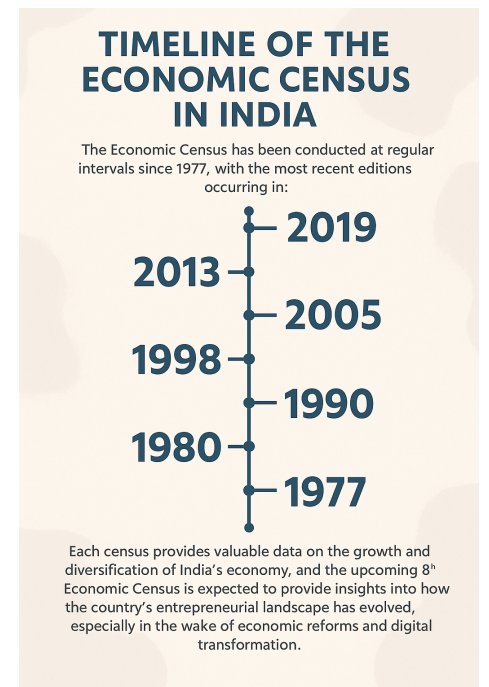 TIMELINE OF THE
ECONOMIC CENSUS
IN INDIA
The Economic Census has been conducted at regular
intervals since 1977, with the most recent editions
occurring in:
2019
2013
2005
1998
1990
1980
1977
Each census provides valuable data on the growth and
diversification of India's economy, and the upcoming 8ʰ
Economic Census is expected to provide insights into how
the country's entrepreneurial landscape has evolved,
especially in the wake of economic reforms and digital
transformation.